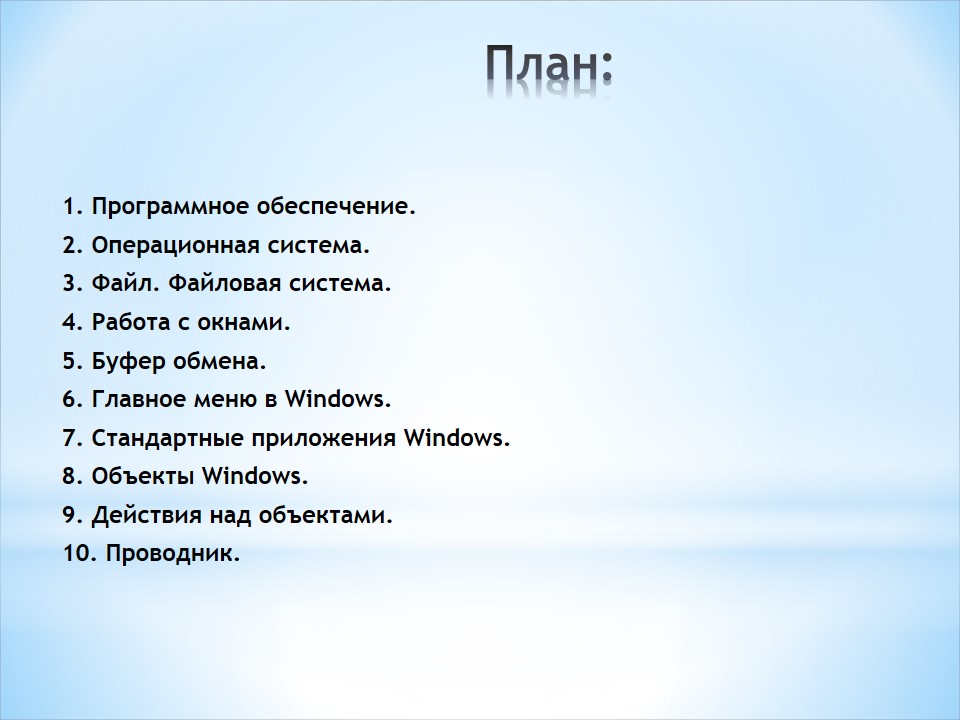 План:
1. Программное обеспечение.
2. Операционная система.
3. Файл. Файловая система.
4. Работа с окнами.
5. Буфер обмена.
6. Главное меню в Windows.
7. Стандартные приложения Windows.
8. Объекты Windows.
9. Действия над объектами.
10. Проводник.